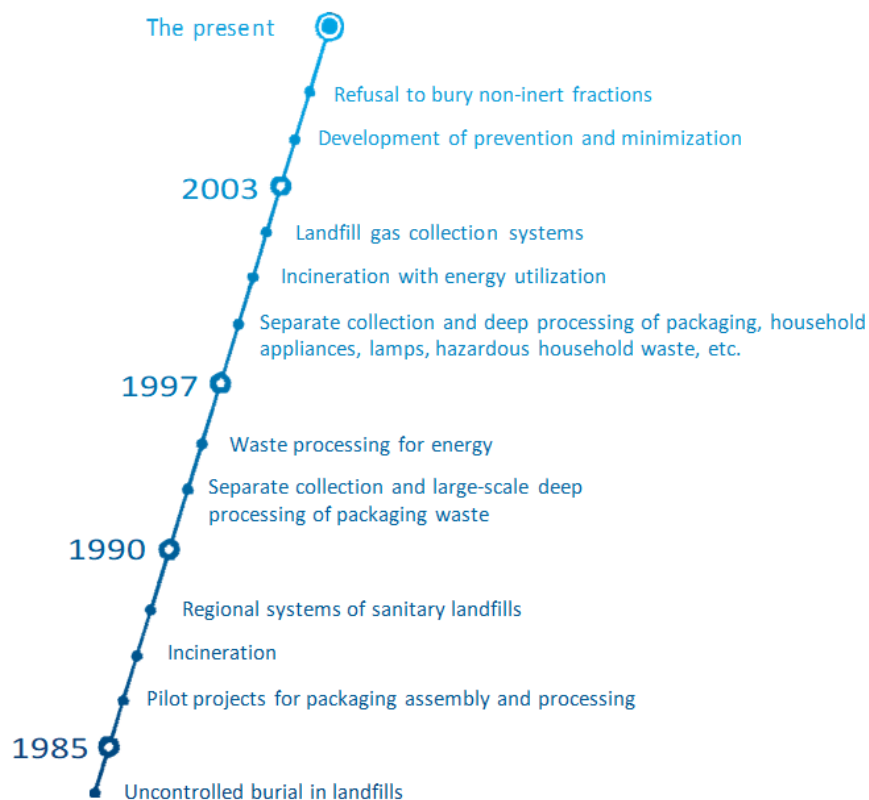 The present
Refusal to bury non-inert fractions
Development of prevention and minimization
2003
Landfill gas collection systems
Incineration with energy utilization
Separate collection and deep processing of packaging, household
appliances, lamps, hazardous household waste, etc.
1997
Waste processing for energy
Separate collection and large-scale deep
processing of packaging waste
1990
Regional systems of sanitary landfills
Incineration
Pilot projects for packaging assembly and processing
1985
Uncontrolled burial in landfills